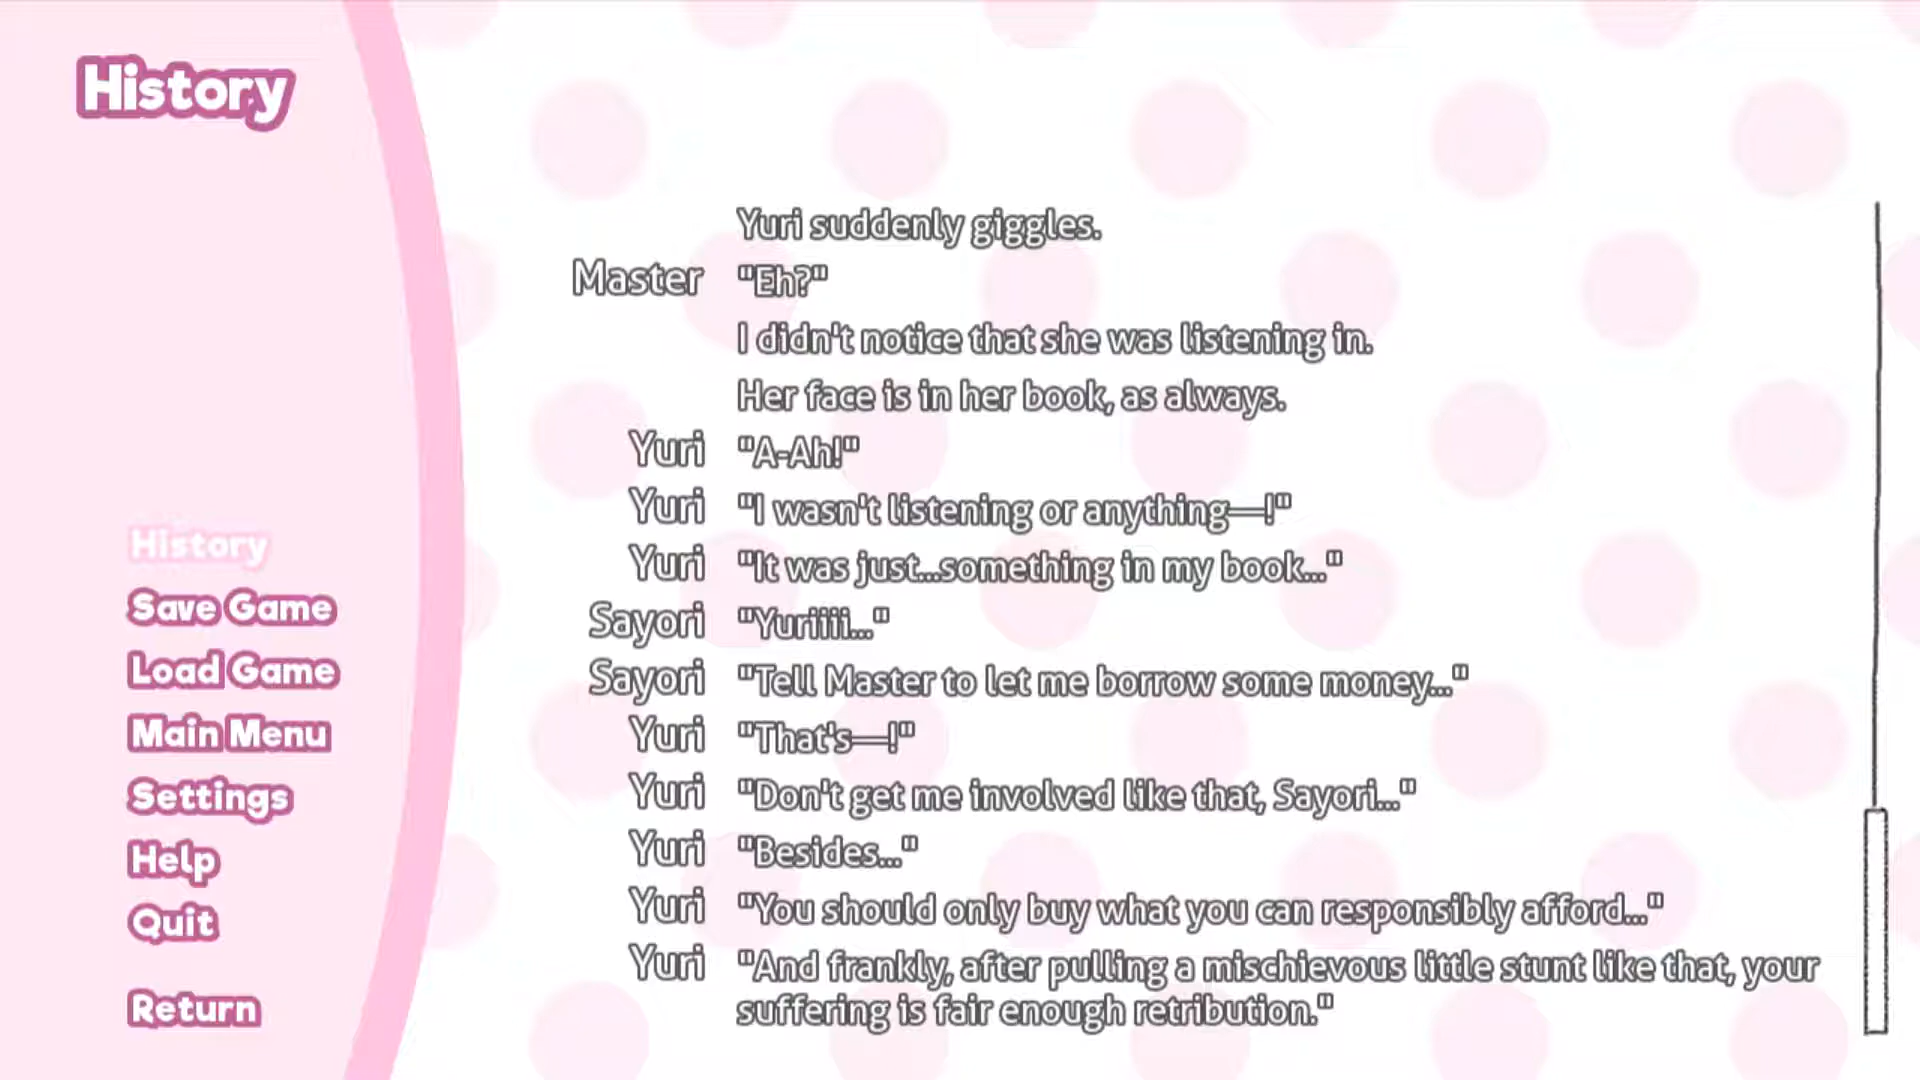 History
Yuri suddenly giggles.
Master "Eh?"
I didn't notice that she was listening in.
Her face is in her book, as always.
Yuri "A-Ah!"
Yuri "I wasn't listening or anything—!"
Yuri "It was just...something in my book..."
Sayori "Yuriiii..."
Sayori "Tell Master to let me borrow some money..."
Yuri "That's—!"
Yuri "Don't get me involved like that, Sayori..."
Yuri "Besides..."
Yuri "You should only buy what you can responsibly afford..."
Yuri "And frankly, after pulling a mischievous little stunt like that, your
suffering is fair enough retribution."
History
Save Game
Load Game
Main Menu
Settings
Help
Quit
Return